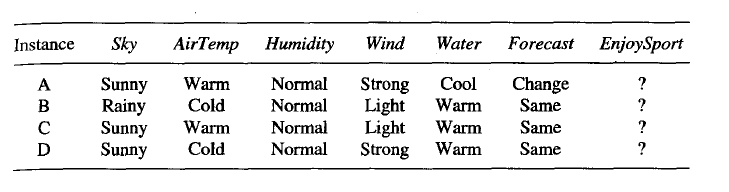 Instance Sky AirTemp Humidity Wind Water Forecast EnjoySport
A Sunny Warm Normal Strong Cool Change ?
B Rainy Cold Normal Light Warm Same ?
C Sunny Warm Normal Light Warm Same ?
D Sunny Cold Normal Strong Warm Same ?